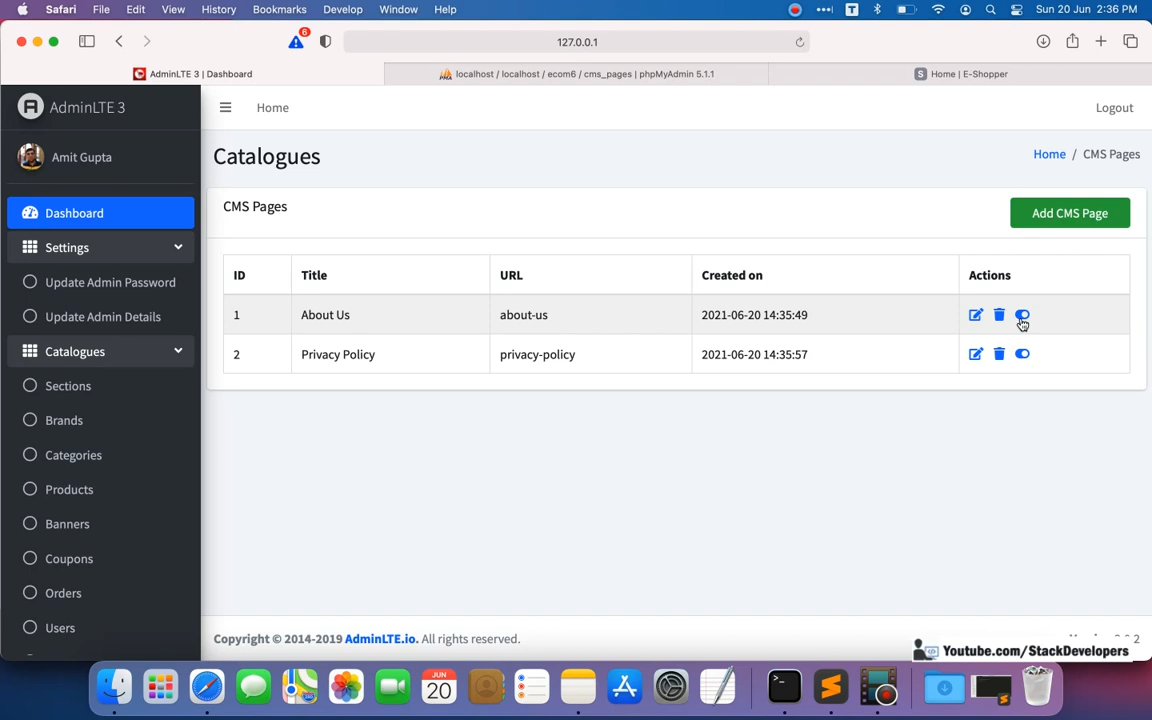 Safari File Edit View History Bookmarks Develop Window Help
Sun 20 Jun 2:36 PM
6
127.0.0.1
AdminLTE 3 | Dashboard
localhost / localhost / ecom6 / cms_pages | phpMyAdmin 5.1.1
S Home | E-Shopper
AdminLTE 3
Home
Logout
Amit Gupta
Catalogues
Home / CMS Pages
Dashboard
Settings
Update Admin Password
Update Admin Details
Catalogues
Sections
Brands
Categories
Products
Banners
Coupons
Orders
Users
CMS Pages
Add CMS Page
ID Title URL Created on Actions
1 About Us about-us 2021-06-20 14:35:49
2 Privacy Policy privacy-policy 2021-06-20 14:35:57
Copyright © 2014-2019 AdminLTE.io. All rights reserved.
Youtube.com/StackDevelopers
JUN
20